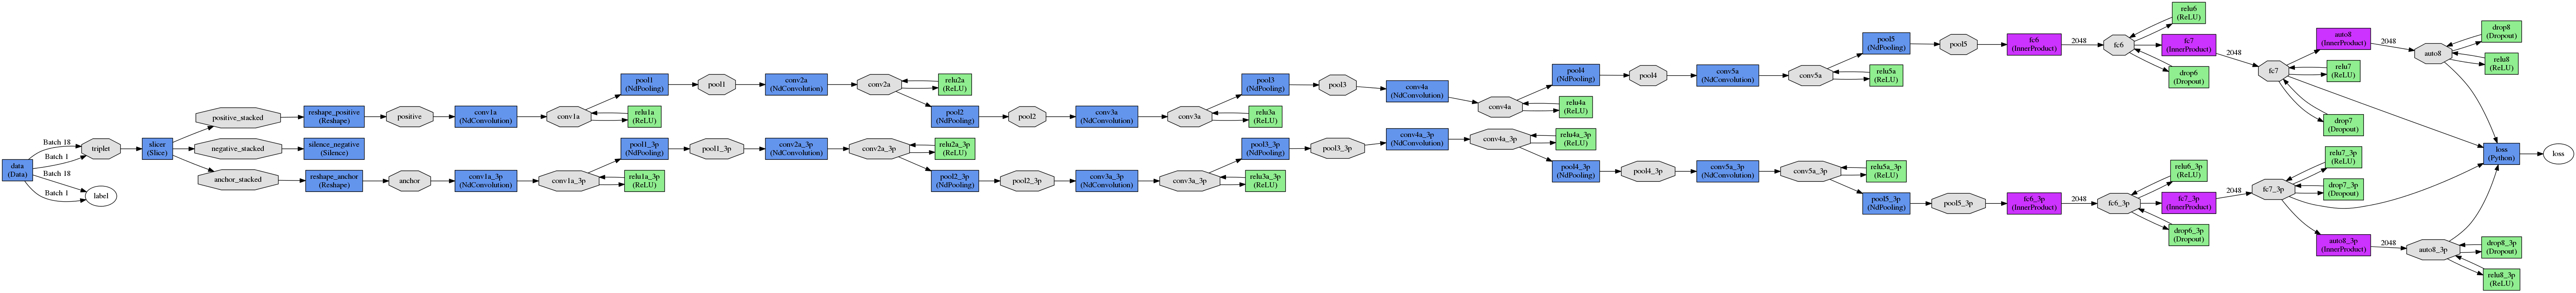 data
(Data)
Batch 18
Batch 1
Batch 18
Batch 1
triplet
label
slicer
(Slice)
positive_stacked
negative_stacked
anchor_stacked
reshape_positive
(Reshape)
silence_negative
(Silence)
reshape_anchor
(Reshape)
positive
anchor
conv1a
(NdConvolution)
conv1a_3p
(NdConvolution)
conv1a
conv1a_3p
pool1
(NdPooling)
relu1a
(ReLU)
pool1_3p
(NdPooling)
relu1a_3p
(ReLU)
pool1
pool1_3p
conv2a
(NdConvolution)
conv2a_3p
(NdConvolution)
conv2a
conv2a_3p
relu2a
(ReLU)
pool2
(NdPooling)
relu2a_3p
(ReLU)
pool2_3p
(NdPooling)
pool2
pool2_3p
conv3a
(NdConvolution)
conv3a_3p
(NdConvolution)
conv3a
conv3a_3p
pool3
(NdPooling)
relu3a
(ReLU)
pool3_3p
(NdPooling)
relu3a_3p
(ReLU)
pool3
pool3_3p
conv4a
(NdConvolution)
conv4a_3p
(NdConvolution)
conv4a
conv4a_3p
pool4
(NdPooling)
relu4a
(ReLU)
relu4a_3p
(ReLU)
pool4_3p
(NdPooling)
pool4
pool4_3p
conv5a
(NdConvolution)
conv5a_3p
(NdConvolution)
conv5a
conv5a_3p
pool5
(NdPooling)
relu5a
(ReLU)
relu5a_3p
(ReLU)
pool5_3p
(NdPooling)
pool5
pool5_3p
fc6
(InnerProduct)
fc6_3p
(InnerProduct)
2048
2048
fc6
fc6_3p
relu6
(ReLU)
fc7
(InnerProduct)
drop6
(Dropout)
relu6_3p
(ReLU)
fc7_3p
(InnerProduct)
drop6_3p
(Dropout)
2048
2048
fc7
fc7_3p
auto8
(InnerProduct)
relu7
(ReLU)
drop7
(Dropout)
relu7_3p
(ReLU)
drop7_3p
(Dropout)
auto8_3p
(InnerProduct)
2048
2048
auto8
auto8_3p
drop8
(Dropout)
relu8
(ReLU)
loss
(Python)
drop8_3p
(Dropout)
relu8_3p
(ReLU)
loss